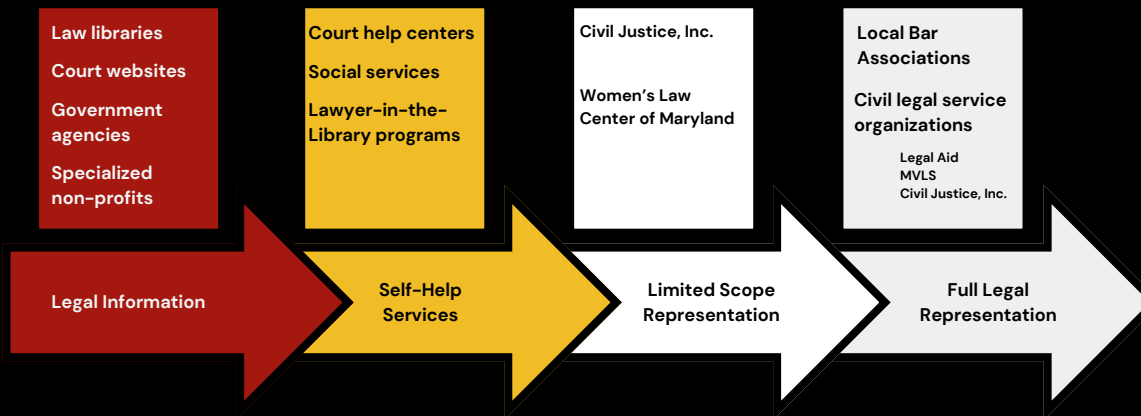 Law libraries
Court websites
Government
agencies
Specialized
non-profits
Legal Information
Court help centers
Social services
Lawyer-in-the-
Library programs
Self-Help
Services
Civil Justice, Inc.
Women’s Law
Center of Maryland
Limited Scope
Representation
Local Bar
Associations
Civil legal service
organizations
Legal Aid
MVLS
Civil Justice, Inc.
Full Legal
Representation